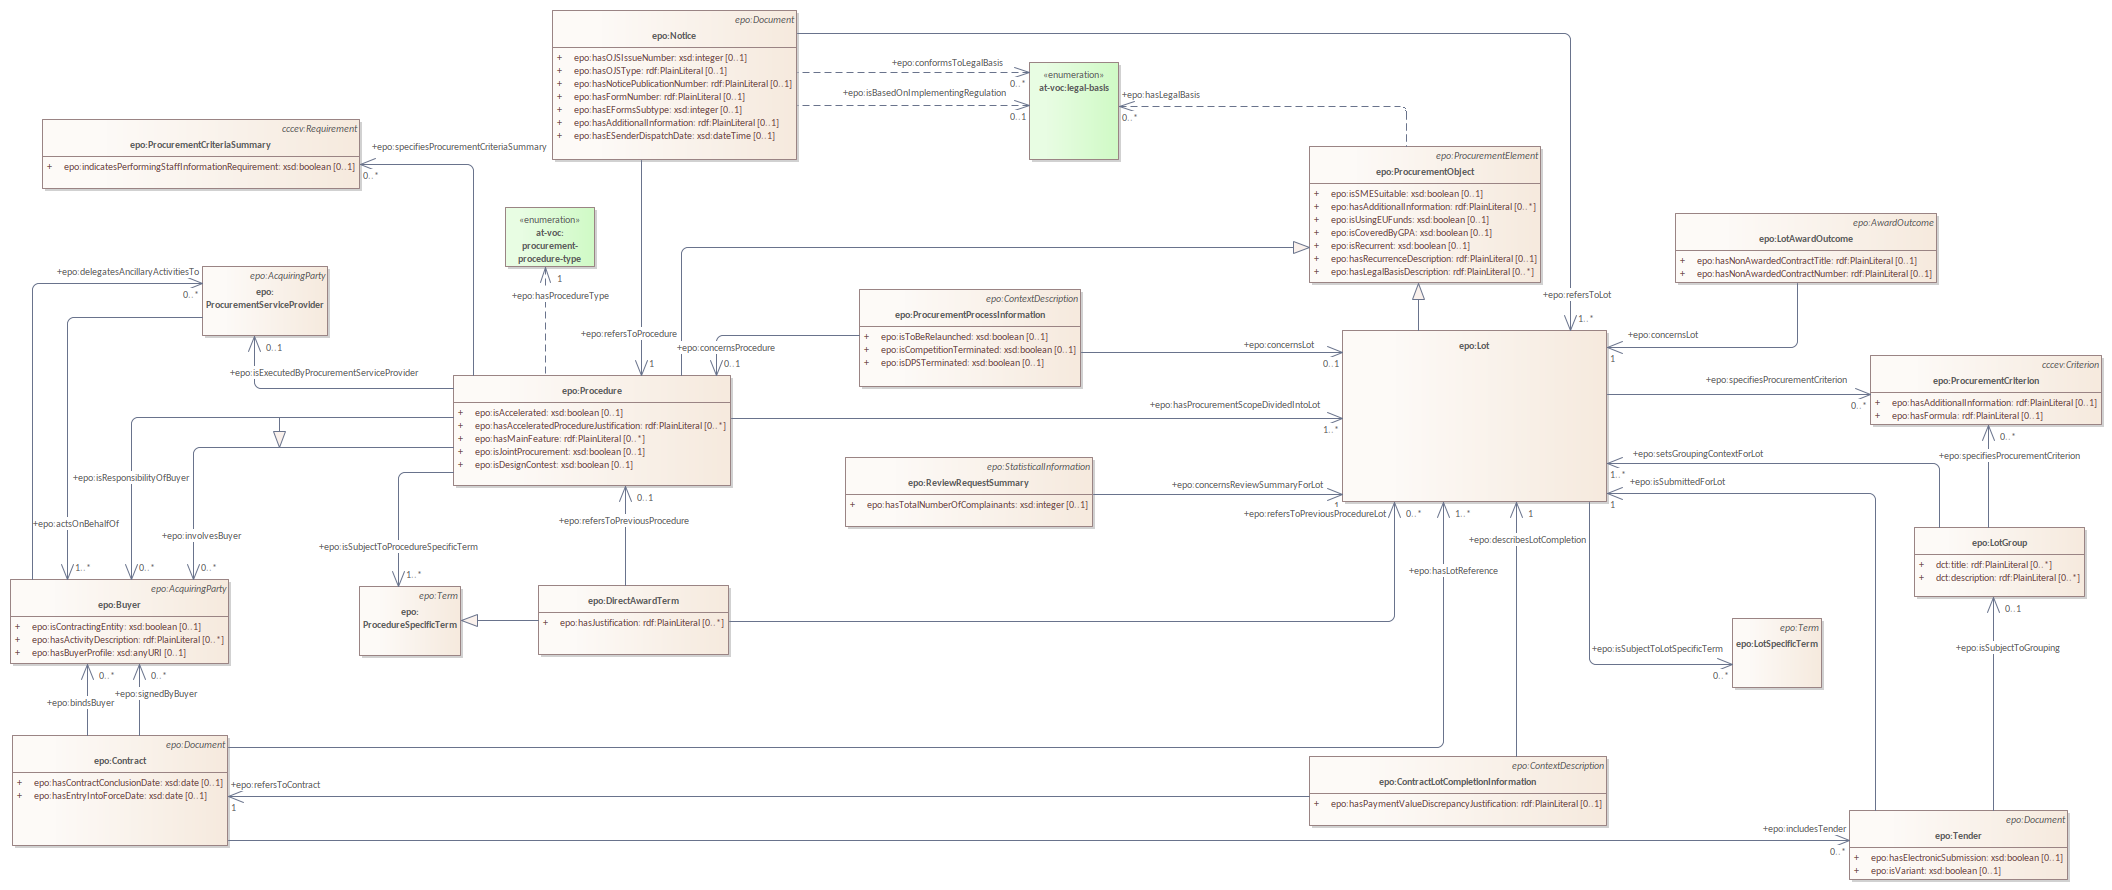 epo:Document
epo:Notice
+ epo:hasOJSIssueNumber: xsd:integer [0..1]
+ epo:hasOJSType: rdf:PlainLiteral [0..1]
+ epo:hasNoticePublicationNumber: rdf:PlainLiteral [0..1]
+ epo:hasFormNumber: rdf:PlainLiteral [0..1]
+ epo:hasEFormsSubtype: xsd:integer [0..1]
+ epo:hasAdditionalInformation: rdf:PlainLiteral [0..1]
+ epo:hasESenderDispatchDate: xsd:dateTime [0..1]
+epo:conformsToLegalBasis
0..*
+epo:isBasedOnImplementingRegulation
0..1
«enumeration»
at-voc:legal-basis
+epo:hasLegalBasis
0..*
cccev:Requirement
epo:ProcurementCriteriaSummary
+ epo:indicatesPerformingStaffInformationRequirement: xsd:boolean [0..1]
+epo:specifiesProcurementCriteriaSummary
0..*
epo:ProcurementElement
epo:ProcurementObject
+ epo:isSMESuitable: xsd:boolean [0..1]
+ epo:hasAdditionalInformation: rdf:PlainLiteral [0..*]
+ epo:isUsingEUFunds: xsd:boolean [0..1]
+ epo:isCoveredByGPA: xsd:boolean [0..1]
+ epo:isRecurrent: xsd:boolean [0..1]
+ epo:hasRecurrenceDescription: rdf:PlainLiteral [0..1]
+ epo:hasLegalBasisDescription: rdf:PlainLiteral [0..*]
«enumeration»
at-voc:
procurement-
procedure-type
1
+epo:hasProcedureType
epo:AwardOutcome
epo:LotAwardOutcome
+ epo:hasNonAwardedContractTitle: rdf:PlainLiteral [0..1]
+ epo:hasNonAwardedContractNumber: rdf:PlainLiteral [0..1]
+epo:delegatesAncillaryActivitiesTo
0..*
epo:AcquiringParty
epo:
ProcurementServiceProvider
0..1
+epo:isExecutedByProcurementServiceProvider
+epo:refersToProcedure
1
+epo:concernsProcedure
0..1
epo:ContextDescription
epo:ProcurementProcessInformation
+ epo:isToBeRelaunched: xsd:boolean [0..1]
+ epo:isCompetitionTerminated: xsd:boolean [0..1]
+ epo:isDPSTerminated: xsd:boolean [0..1]
+epo:concernsLot
0..1
+epo:refersToLot
1..*
epo:Lot
+epo:concernsLot
1
+epo:specifiesProcurementCriterion
0..*
cccev:Criterion
epo:ProcurementCriterion
+ epo:hasAdditionalInformation: rdf:PlainLiteral [0..1]
+ epo:hasFormula: rdf:PlainLiteral [0..1]
epo:Procedure
+ epo:isAccelerated: xsd:boolean [0..1]
+ epo:hasAcceleratedProcedureJustification: rdf:PlainLiteral [0..*]
+ epo:hasMainFeature: rdf:PlainLiteral [0..*]
+ epo:isJointProcurement: xsd:boolean [0..1]
+ epo:isDesignContest: xsd:boolean [0..1]
+epo:hasProcurementScopeDividedIntoLot
1..*
0..*
+epo:specifiesProcurementCriterion
+epo:setsGroupingContextForLot
1..*
+epo:isSubmittedForLot
1
epo:StatisticalInformation
epo:ReviewRequestSummary
+ epo:hasTotalNumberOfComplainants: xsd:integer [0..1]
+epo:concernsReviewSummaryForLot
1
+epo:refersToPreviousProcedureLot
0..*
1..*
1
+epo:describesLotCompletion
+epo:hasLotReference
+epo:isResponsibilityOfBuyer
+epo:actsOnBehalfOf
+epo:involvesBuyer
1..*
0..*
0..*
0..1
+epo:refersToPreviousProcedure
+epo:isSubjectToProcedureSpecificTerm
1..*
epo:LotGroup
+ dct:title: rdf:PlainLiteral [0..*]
+ dct:description: rdf:PlainLiteral [0..*]
epo:AcquiringParty
epo:Buyer
+ epo:isContractingEntity: xsd:boolean [0..1]
+ epo:hasActivityDescription: rdf:PlainLiteral [0..*]
+ epo:hasBuyerProfile: xsd:anyURI [0..1]
epo:Term
epo:
ProcedureSpecificTerm
epo:DirectAwardTerm
+ epo:hasJustification: rdf:PlainLiteral [0..*]
0..1
+epo:isSubjectToGrouping
epo:Term
epo:LotSpecificTerm
+epo:isSubjectToLotSpecificTerm
0..*
0..*
0..*
+epo:signedByBuyer
+epo:bindsBuyer
epo:Document
epo:Contract
+ epo:hasContractConclusionDate: xsd:date [0..1]
+ epo:hasEntryIntoForceDate: xsd:date [0..1]
+epo:refersToContract
1
epo:ContextDescription
epo:ContractLotCompletionInformation
+ epo:hasPaymentValueDiscrepancyJustification: rdf:PlainLiteral [0..1]
+epo:includesTender
0..*
epo:Document
epo:Tender
+ epo:hasElectronicSubmission: xsd:boolean [0..1]
+ epo:isVariant: xsd:boolean [0..1]